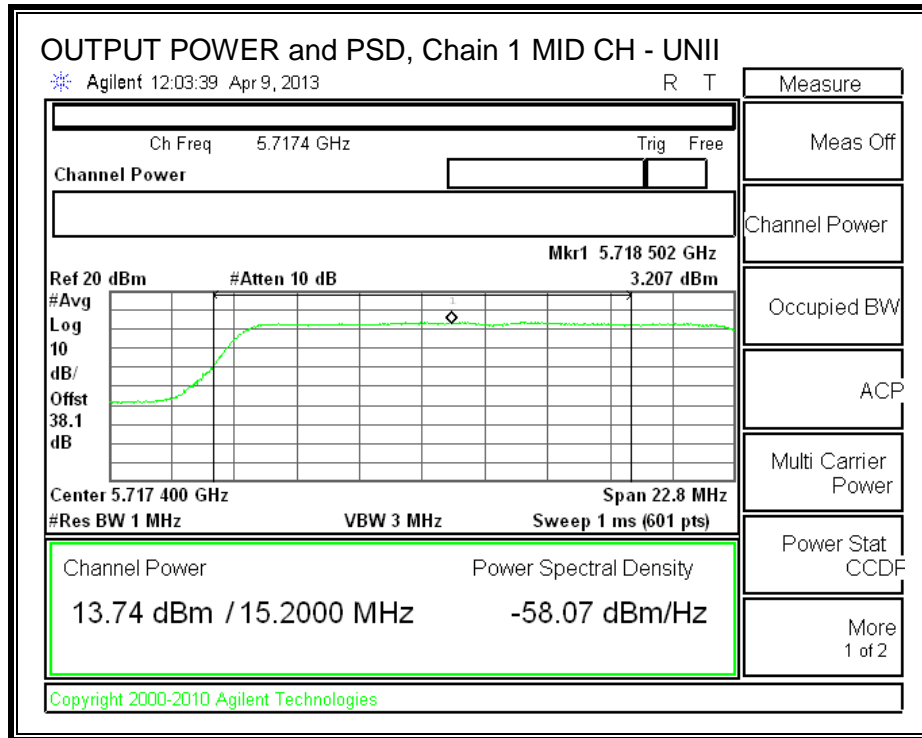 OUTPUT POWER and PSD, Chain 1 MID CH - UNII
Agilent 12:03:39 Apr 9, 2013 R T
Ch Freq 5.7174 GHz Trig Free
Channel Power
Mkr1 5.718 502 GHz
Ref 20 dBm #Atten 10 dB 3.207 dBm
#Avg
Log
10
dB/
Offst
38.1
dB
1
Center 5.717 400 GHz Span 22.8 MHz
#Res BW 1 MHz VBW 3 MHz Sweep 1 ms (601 pts)
Channel Power Power Spectral Density
13.74 dBm / 15.2000 MHz -58.07 dBm/Hz
Copyright 2000-2010 Agilent Technologies
Measure
Meas Off
Channel Power
Occupied BW
ACP
Multi Carrier
Power
Power Stat
CCDF
More
1 of 2